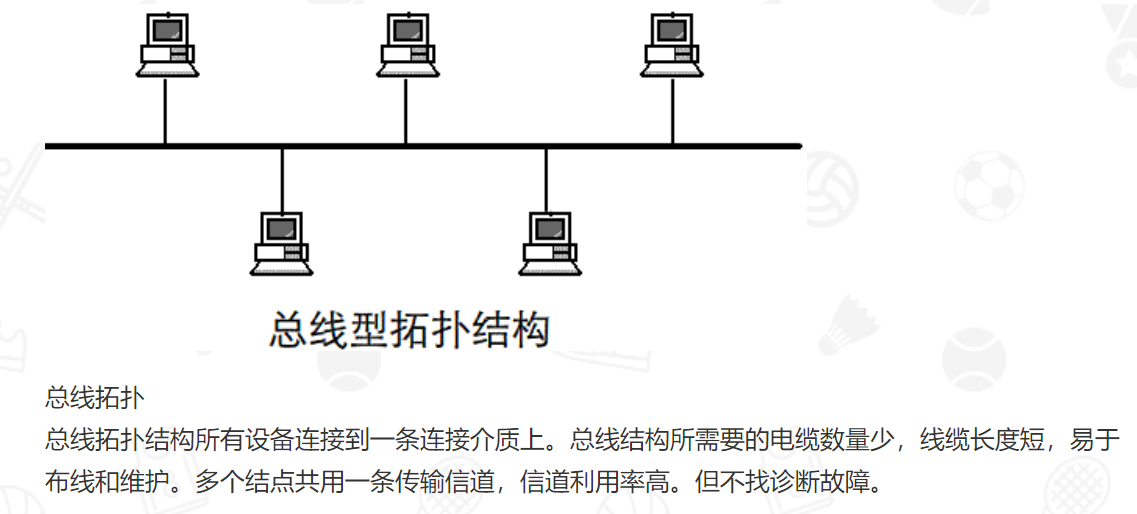 总线型拓扑结构
总线拓扑
总线拓扑结构所有设备连接到一条连接介质上。总线结构所需要的电缆数量少，线缆长度短，易于
布线和维护。多个结点共用一条传输信道，信道利用率高。但不找诊断故障。